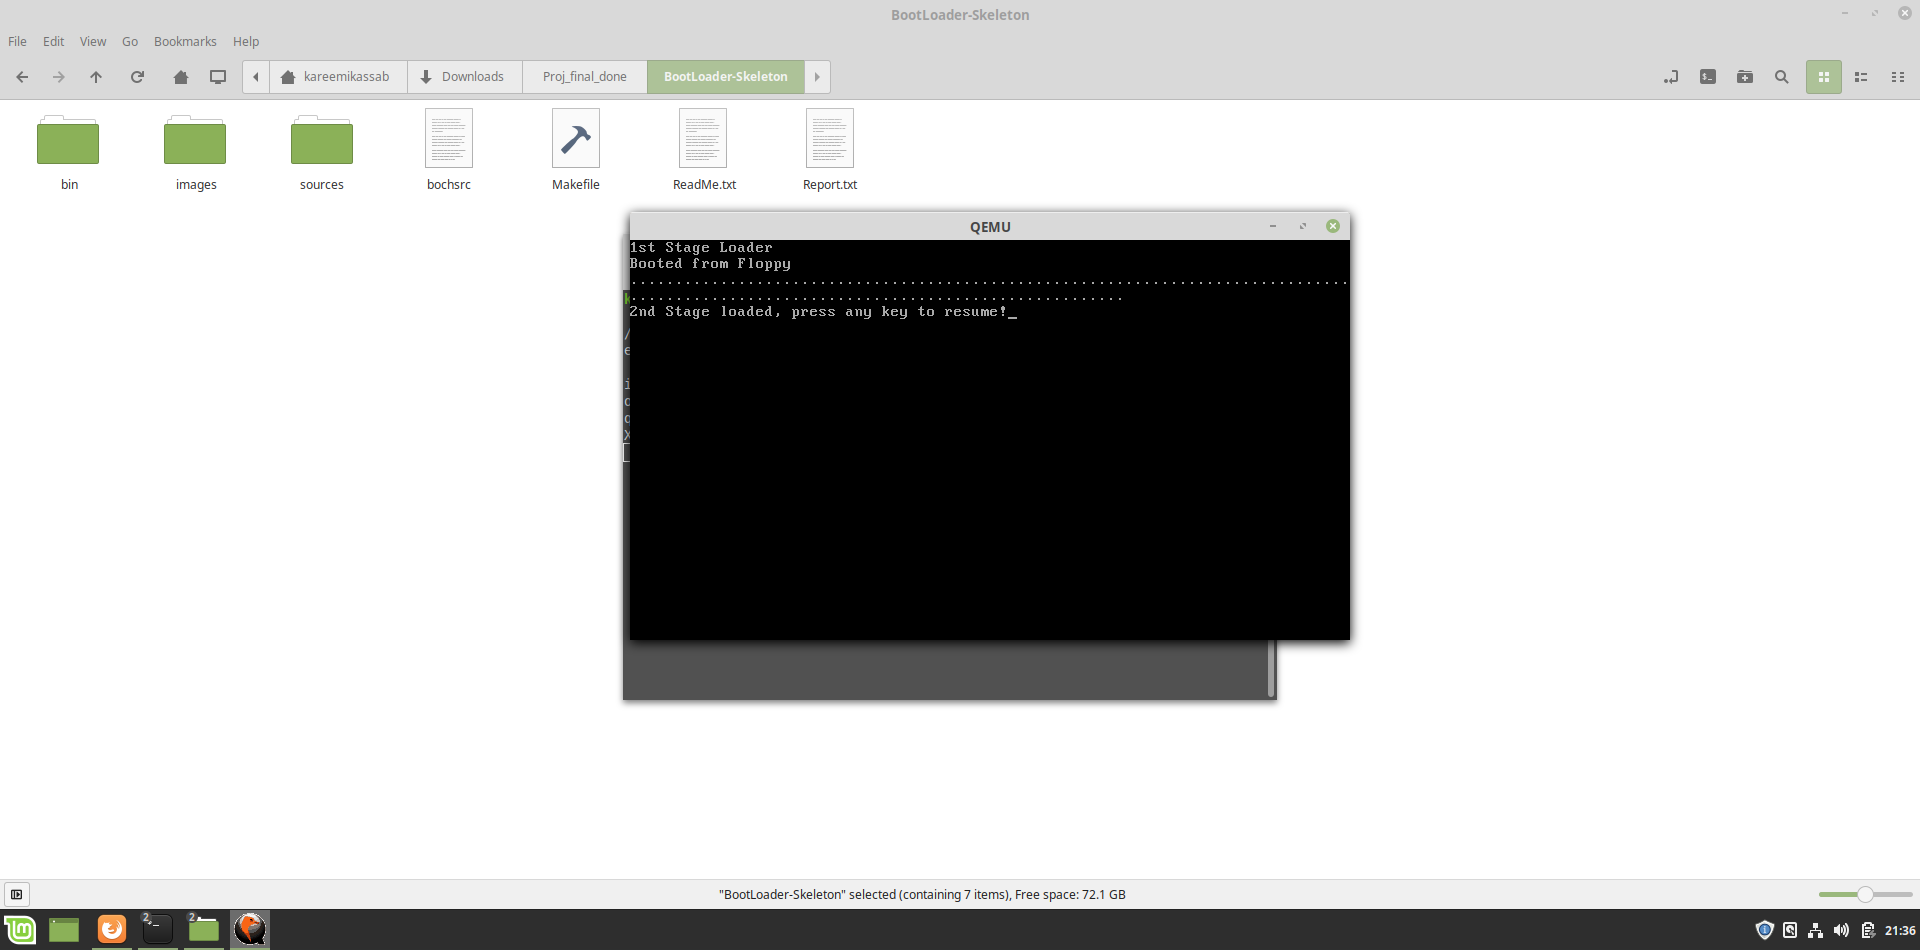 BootLoader-Skeleton
File Edit View Go Bookmarks Help
kareemikassab Downloads Proj_final_done BootLoader-Skeleton
bin images sources bochsrc Makefile ReadMe.txt Report.txt
QEMU
1st Stage Loader
Booted from Floppy
................................................................................
.......................................................
2nd Stage loaded, press any key to resume!_
"BootLoader-Skeleton" selected (containing 7 items), Free space: 72.1 GB
2 2 21:36